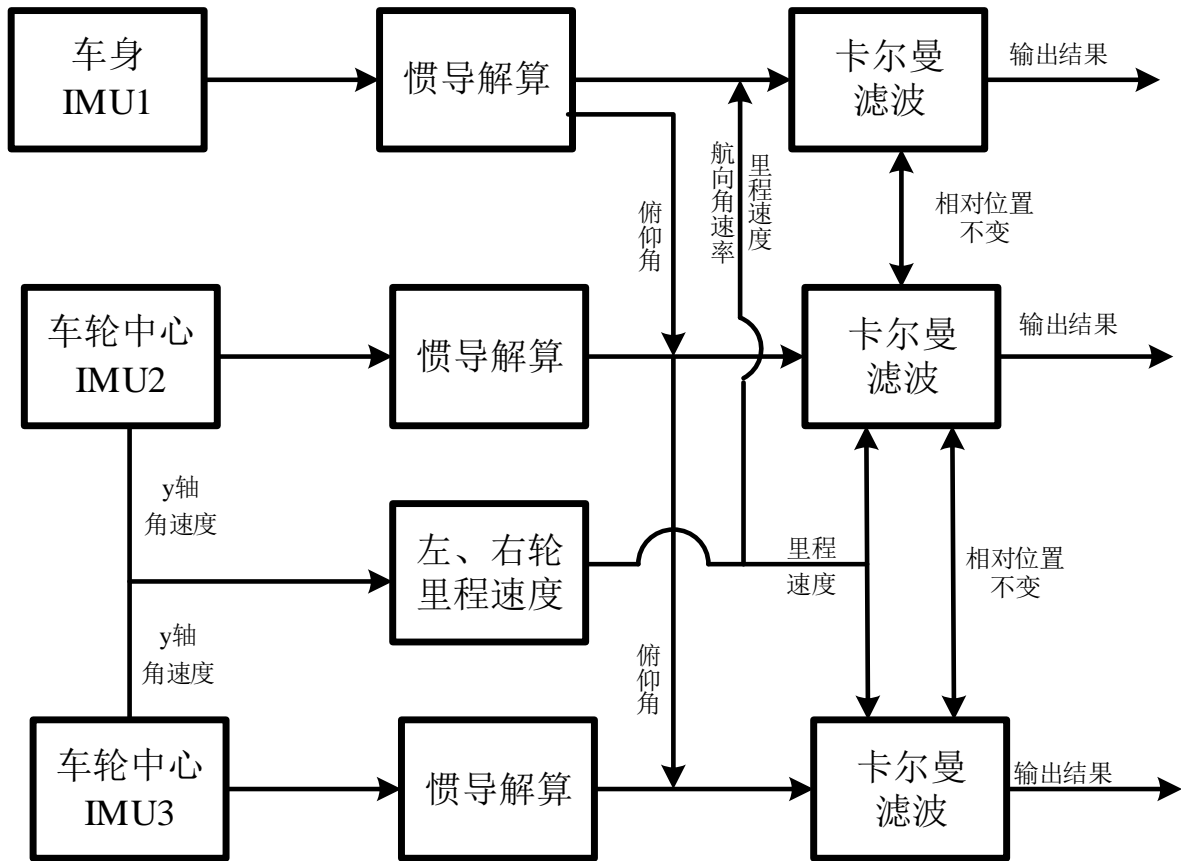 车身
IMU1
惯导解算
卡尔曼
滤波
输出结果
俯仰角
航向角速率
里程速度
相对位置
不变
车轮中心
IMU2
惯导解算
卡尔曼
滤波
输出结果
y轴
角速度
左、右轮
里程速度
里程
速度
相对位置
不变
y轴
角速度
俯仰角
车轮中心
IMU3
惯导解算
卡尔曼
滤波
输出结果